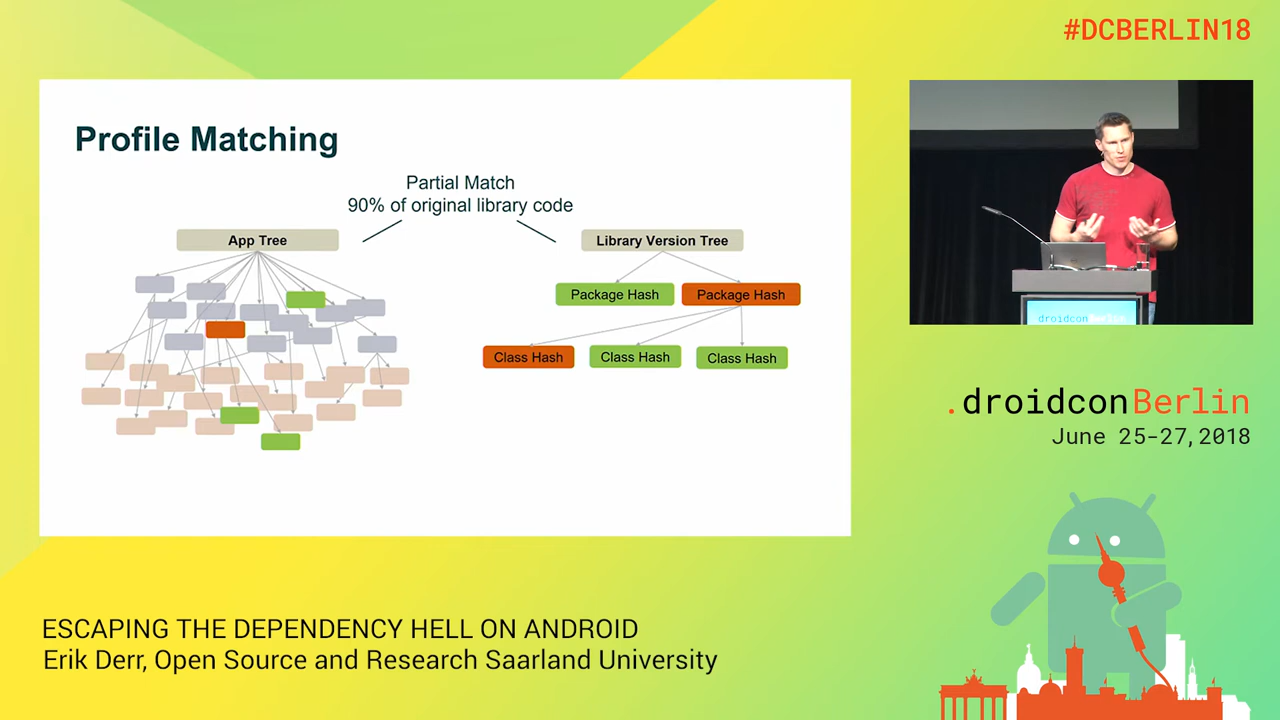 #DCBERLIN18
Profile Matching
Partial Match
90% of original library code
App Tree
Library Version Tree
Package Hash
Package Hash
Class Hash
Class Hash
Class Hash
droidconBerlin
.droidconBerlin
June 25-27, 2018
ESCAPING THE DEPENDENCY HELL ON ANDROID
Erik Derr, Open Source and Research Saarland University